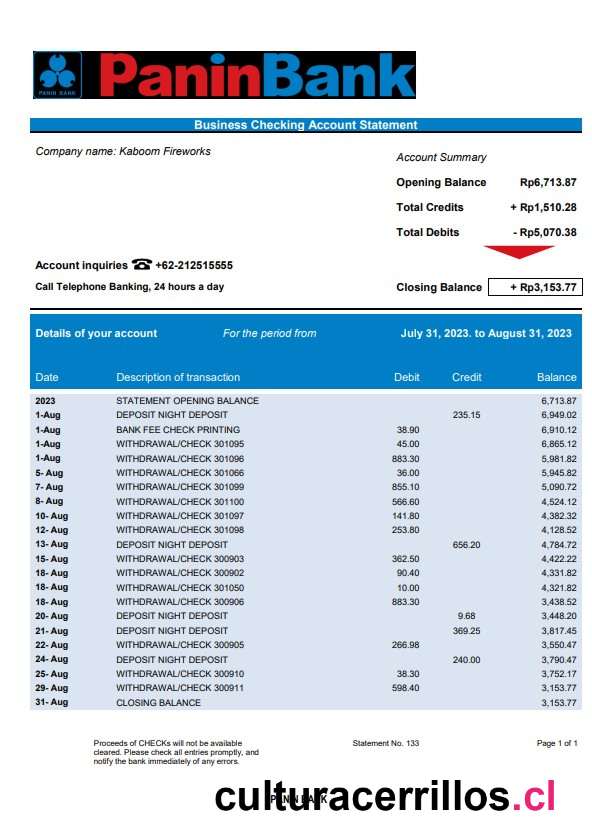 PANIN BANK
PaninBank
Business Checking Account Statement
Company name: Kaboom Fireworks
Account Summary
Opening Balance Rp6,713.87
Total Credits + Rp1,510.28
Total Debits - Rp5,070.38
Account inquiries ☎ +62-212515555
Call Telephone Banking, 24 hours a day
Closing Balance + Rp3,153.77
Details of your account For the period from July 31, 2023. to August 31, 2023
Date Description of transaction Debit Credit Balance
2023 STATEMENT OPENING BALANCE 6,713.87
1-Aug DEPOSIT NIGHT DEPOSIT 235.15 6,949.02
1-Aug BANK FEE CHECK PRINTING 38.90 6,910.12
1-Aug WITHDRAWAL/CHECK 301095 45.00 6,865.12
1-Aug WITHDRAWAL/CHECK 301096 883.30 5,981.82
5- Aug WITHDRAWAL/CHECK 301066 36.00 5,945.82
7- Aug WITHDRAWAL/CHECK 301099 855.10 5,090.72
8- Aug WITHDRAWAL/CHECK 301100 566.60 4,524.12
10- Aug WITHDRAWAL/CHECK 301097 141.80 4,382.32
12- Aug WITHDRAWAL/CHECK 301098 253.80 4,128.52
13- Aug DEPOSIT NIGHT DEPOSIT 656.20 4,784.72
15- Aug WITHDRAWAL/CHECK 300903 362.50 4,422.22
18- Aug WITHDRAWAL/CHECK 300902 90.40 4,331.82
18- Aug WITHDRAWAL/CHECK 301050 10.00 4,321.82
18- Aug WITHDRAWAL/CHECK 300906 883.30 3,438.52
20- Aug DEPOSIT NIGHT DEPOSIT 9.68 3,448.20
21- Aug DEPOSIT NIGHT DEPOSIT 369.25 3,817.45
22- Aug WITHDRAWAL/CHECK 300905 266.98 3,550.47
24- Aug DEPOSIT NIGHT DEPOSIT 240.00 3,790.47
25- Aug WITHDRAWAL/CHECK 300910 38.30 3,752.17
29- Aug WITHDRAWAL/CHECK 300911 598.40 3,153.77
31- Aug CLOSING BALANCE 3,153.77
Proceeds of CHECKs will not be available
cleared. Please check all entries promptly, and
notify the bank immediately of any errors.
Statement No. 133
Page 1 of 1
PANIN BANK
culturacerrillos.cl